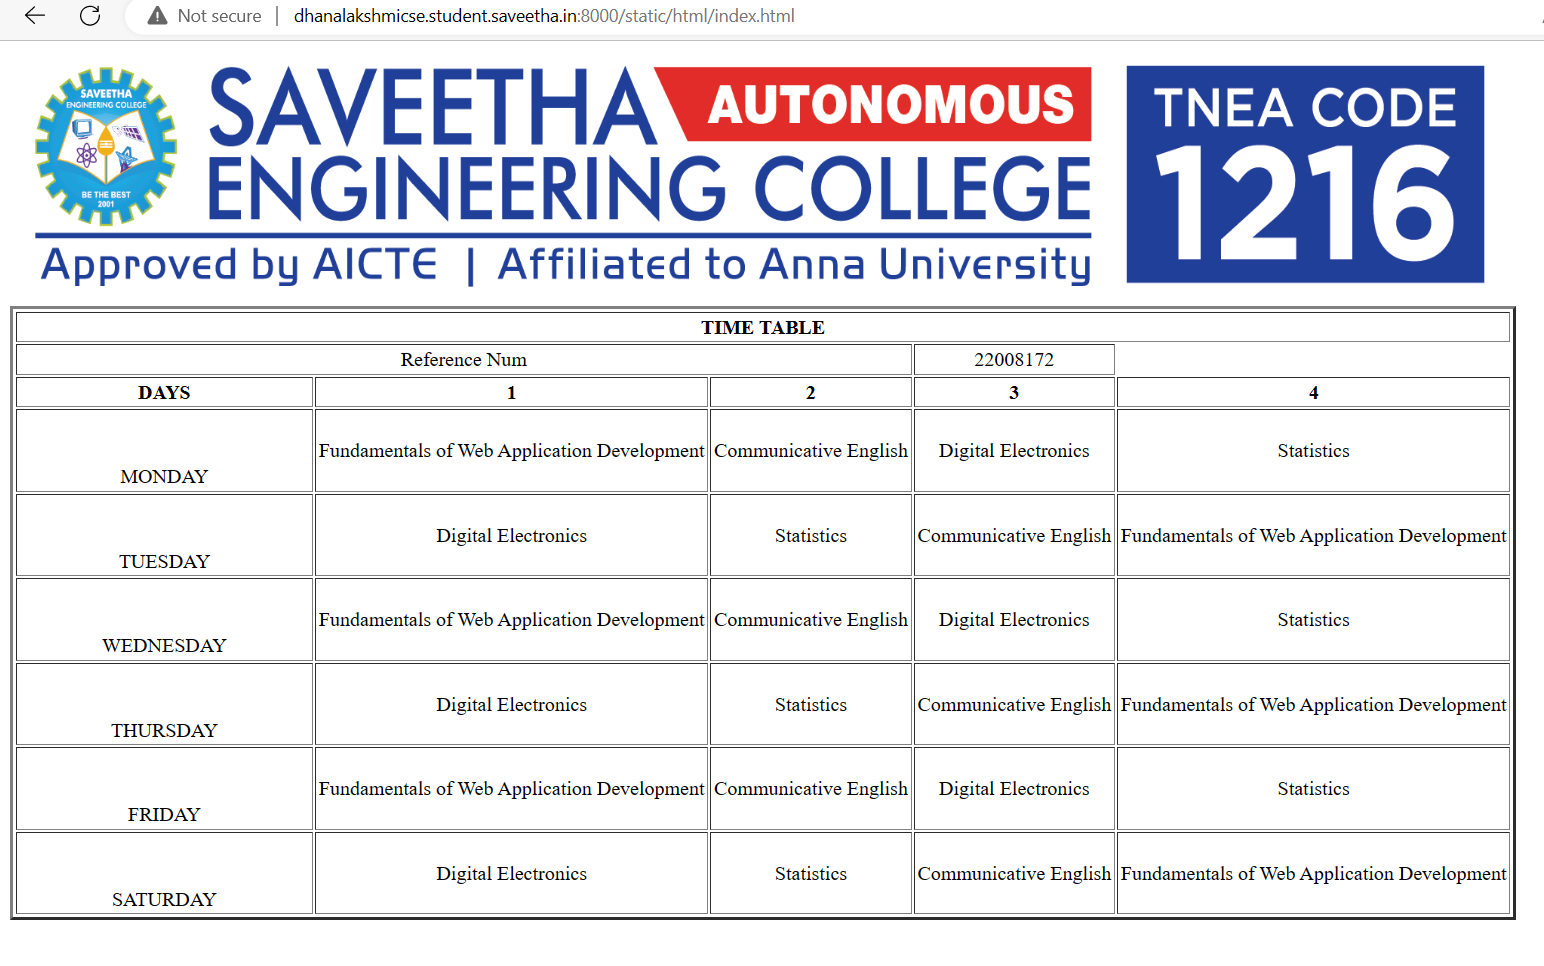 Not secure | dhanalakshmicse.student.saveetha.in:8000/static/html/index.html
SAVEETHA
ENGINEERING COLLEGE
BE THE BEST
2001
SAVEETHA AUTONOMOUS
ENGINEERING COLLEGE
Approved by AICTE | Affiliated to Anna University
TNEA CODE
1216
TIME TABLE
Reference Num 22008172
DAYS 1 2 3 4
MONDAY Fundamentals of Web Application Development Communicative English Digital Electronics Statistics
TUESDAY Digital Electronics Statistics Communicative English Fundamentals of Web Application Development
WEDNESDAY Fundamentals of Web Application Development Communicative English Digital Electronics Statistics
THURSDAY Digital Electronics Statistics Communicative English Fundamentals of Web Application Development
FRIDAY Fundamentals of Web Application Development Communicative English Digital Electronics Statistics
SATURDAY Digital Electronics Statistics Communicative English Fundamentals of Web Application Development